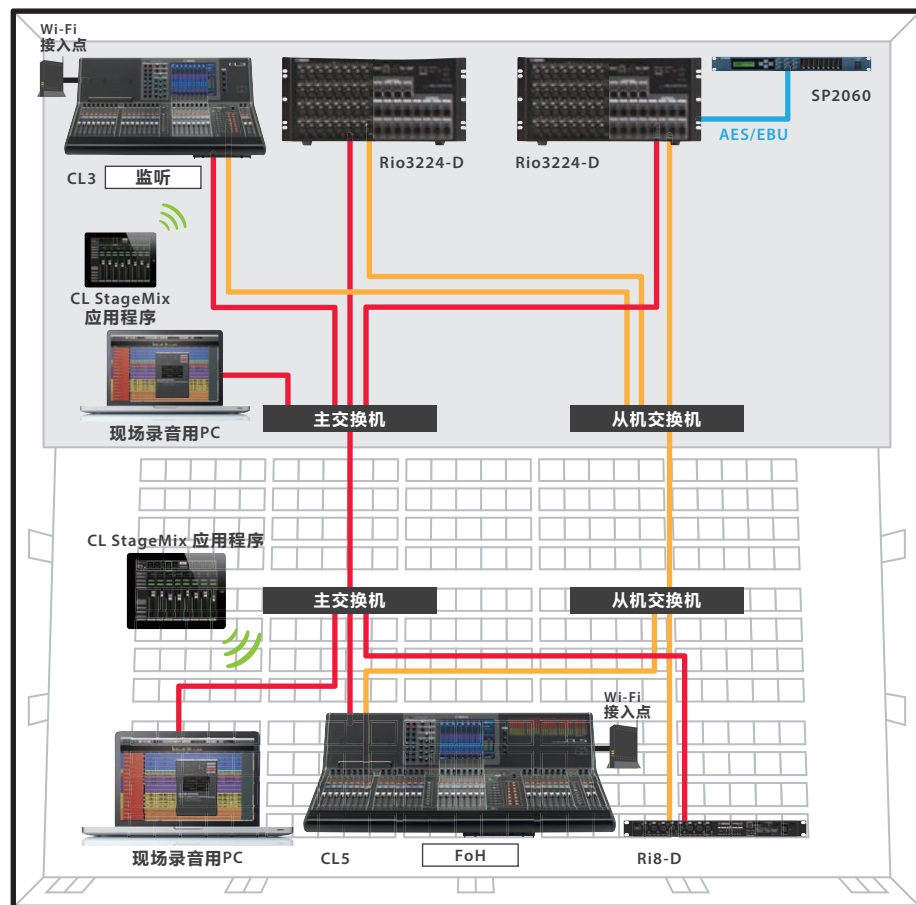 Wi-Fi
接入点
SP2060
AES/EBU
Rio3224-D
Rio3224-D
CL3
监听
CL StageMix
应用程序
现场录音用PC
主交换机
从机交换机
CL StageMix 应用程序
主交换机
从机交换机
Wi-Fi
接入点
现场录音用PC
CL5
FoH
Ri8-D